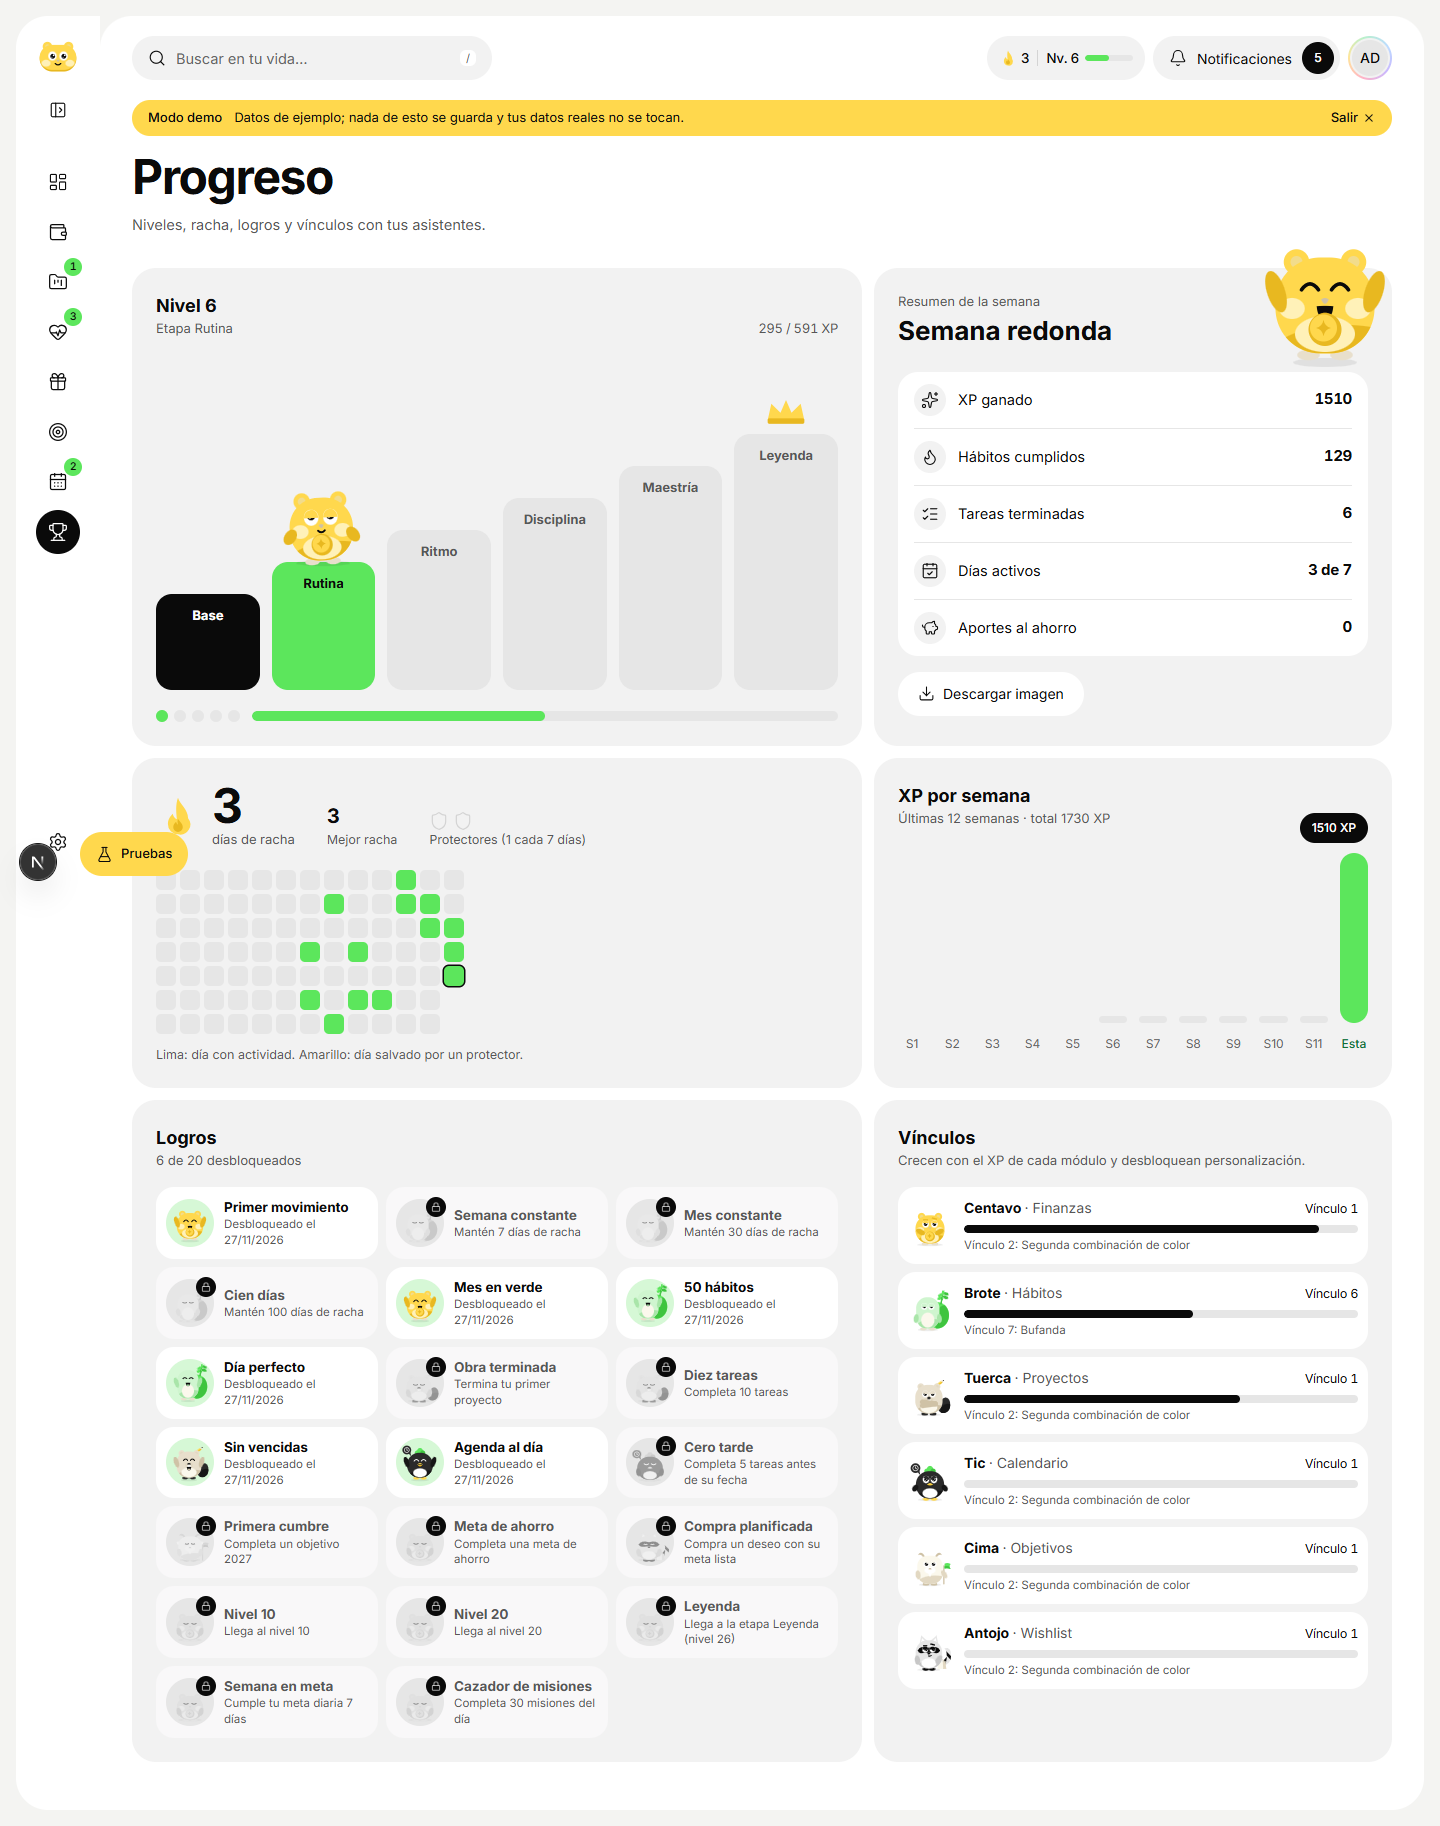 Buscar en tu vida...
/
3
Nv. 6
Notificaciones
5
AD
Modo demo Datos de ejemplo; nada de esto se guarda y tus datos reales no se tocan.
Salir
Progreso
Niveles, racha, logros y vínculos con tus asistentes.
1
3
2
Nivel 6
Etapa Rutina
295 / 591 XP
Base
Rutina
Ritmo
Disciplina
Maestría
Leyenda
Resumen de la semana
Semana redonda
XP ganado 1510
Hábitos cumplidos 129
Tareas terminadas 6
Días activos 3 de 7
Aportes al ahorro 0
Descargar imagen
N
Pruebas
3
días de racha
3
Mejor racha
Protectores (1 cada 7 días)
Lima: día con actividad. Amarillo: día salvado por un protector.
XP por semana
Últimas 12 semanas · total 1730 XP
1510 XP
S1 S2 S3 S4 S5 S6 S7 S8 S9 S10 S11 Esta
Logros
6 de 20 desbloqueados
Primer movimiento
Desbloqueado el
27/11/2026
Semana constante
Mantén 7 días de racha
Mes constante
Mantén 30 días de racha
Cien días
Mantén 100 días de racha
Mes en verde
Desbloqueado el
27/11/2026
50 hábitos
Desbloqueado el
27/11/2026
Día perfecto
Desbloqueado el
27/11/2026
Obra terminada
Termina tu primer
proyecto
Diez tareas
Completa 10 tareas
Sin vencidas
Desbloqueado el
27/11/2026
Agenda al día
Desbloqueado el
27/11/2026
Cero tarde
Completa 5 tareas antes
de su fecha
Primera cumbre
Completa un objetivo
2027
Meta de ahorro
Completa una meta de
ahorro
Compra planificada
Compra un deseo con su
meta lista
Nivel 10
Llega al nivel 10
Nivel 20
Llega al nivel 20
Leyenda
Llega a la etapa Leyenda
(nivel 26)
Semana en meta
Cumple tu meta diaria 7
días
Cazador de misiones
Completa 30 misiones del
día
Vínculos
Crecen con el XP de cada módulo y desbloquean personalización.
Centavo · Finanzas Vínculo 1
Vínculo 2: Segunda combinación de color
Brote · Hábitos Vínculo 6
Vínculo 7: Bufanda
Tuerca · Proyectos Vínculo 1
Vínculo 2: Segunda combinación de color
Tic · Calendario Vínculo 1
Vínculo 2: Segunda combinación de color
Cima · Objetivos Vínculo 1
Vínculo 2: Segunda combinación de color
Antojo · Wishlist Vínculo 1
Vínculo 2: Segunda combinación de color